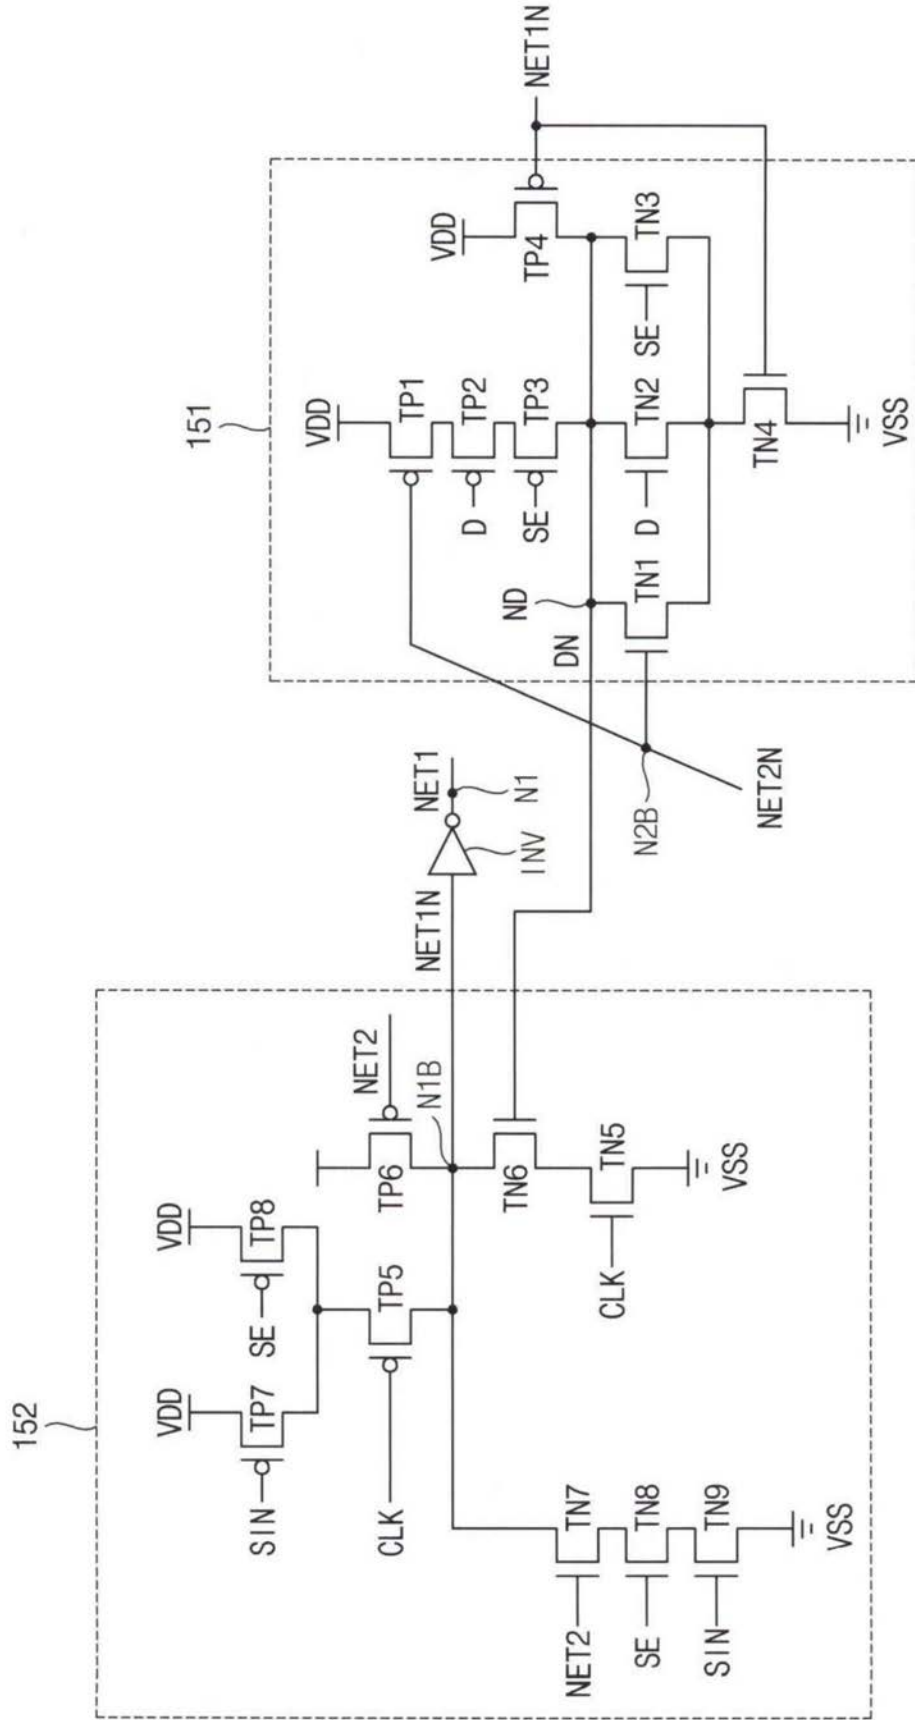 152
VDD
VDD
SIN
TP7
SE
TP8
CLK
TP5
TP6
NET2
N1B
NET1N
NET1
INV
N1
TN6
CLK
TN5
VSS
NET2
TN7
SE
TN8
SIN
TN9
VSS
151
VDD
VDD
TP1
D
TP2
SE
TP3
TP4
NET1N
ND
DN
TN1
D
TN2
SE
TN3
N2B
NET2N
TN4
VSS